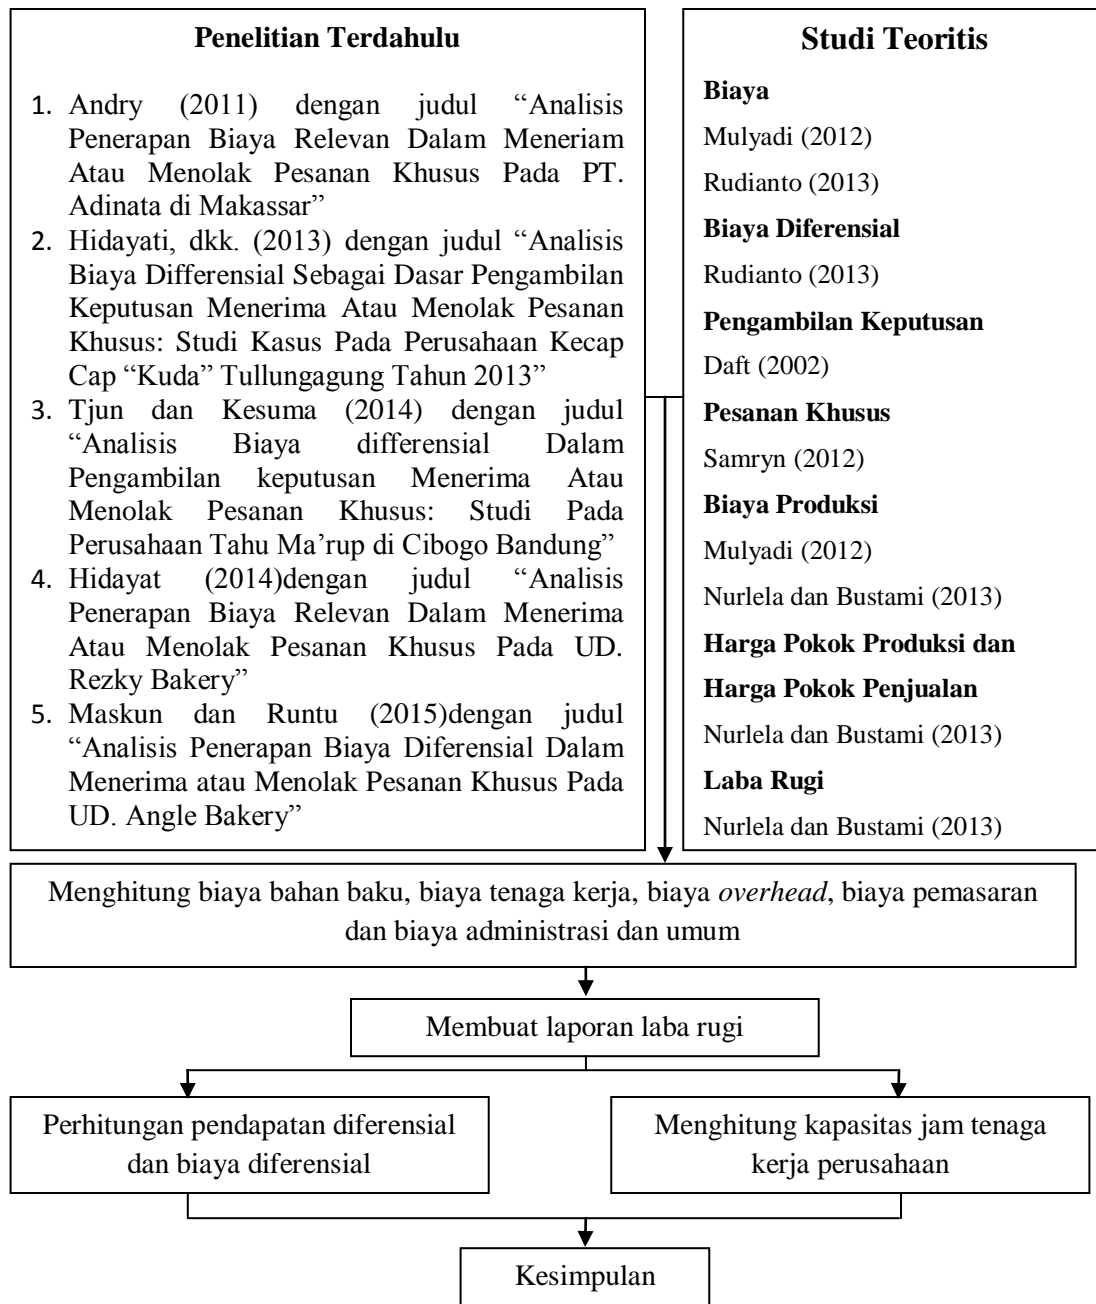 Penelitian Terdahulu
1. Andry (2011) dengan judul “Analisis
Penerapan Biaya Relevan Dalam Meneriam
Atau Menolak Pesanan Khusus Pada PT.
Adinata di Makassar”
2. Hidayati, dkk. (2013) dengan judul “Analisis
Biaya Differensial Sebagai Dasar Pengambilan
Keputusan Menerima Atau Menolak Pesanan
Khusus: Studi Kasus Pada Perusahaan Kecap
Cap “Kuda” Tullungagung Tahun 2013”
3. Tjun dan Kesuma (2014) dengan judul
“Analisis Biaya differensial Dalam
Pengambilan keputusan Menerima Atau
Menolak Pesanan Khusus: Studi Pada
Perusahaan Tahu Ma’rup di Cibogo Bandung”
4. Hidayat (2014)dengan judul “Analisis
Penerapan Biaya Relevan Dalam Menerima
Atau Menolak Pesanan Khusus Pada UD.
Rezky Bakery”
5. Maskun dan Runtu (2015)dengan judul
“Analisis Penerapan Biaya Diferensial Dalam
Menerima atau Menolak Pesanan Khusus Pada
UD. Angle Bakery”
Studi Teoritis
Biaya
Mulyadi (2012)
Rudianto (2013)
Biaya Diferensial
Rudianto (2013)
Pengambilan Keputusan
Daft (2002)
Pesanan Khusus
Samryn (2012)
Biaya Produksi
Mulyadi (2012)
Nurlela dan Bustami (2013)
Harga Pokok Produksi dan
Harga Pokok Penjualan
Nurlela dan Bustami (2013)
Laba Rugi
Nurlela dan Bustami (2013)
Menghitung biaya bahan baku, biaya tenaga kerja, biaya overhead, biaya pemasaran
dan biaya administrasi dan umum
Membuat laporan laba rugi
Perhitungan pendapatan diferensial
dan biaya diferensial
Menghitung kapasitas jam tenaga
kerja perusahaan
Kesimpulan